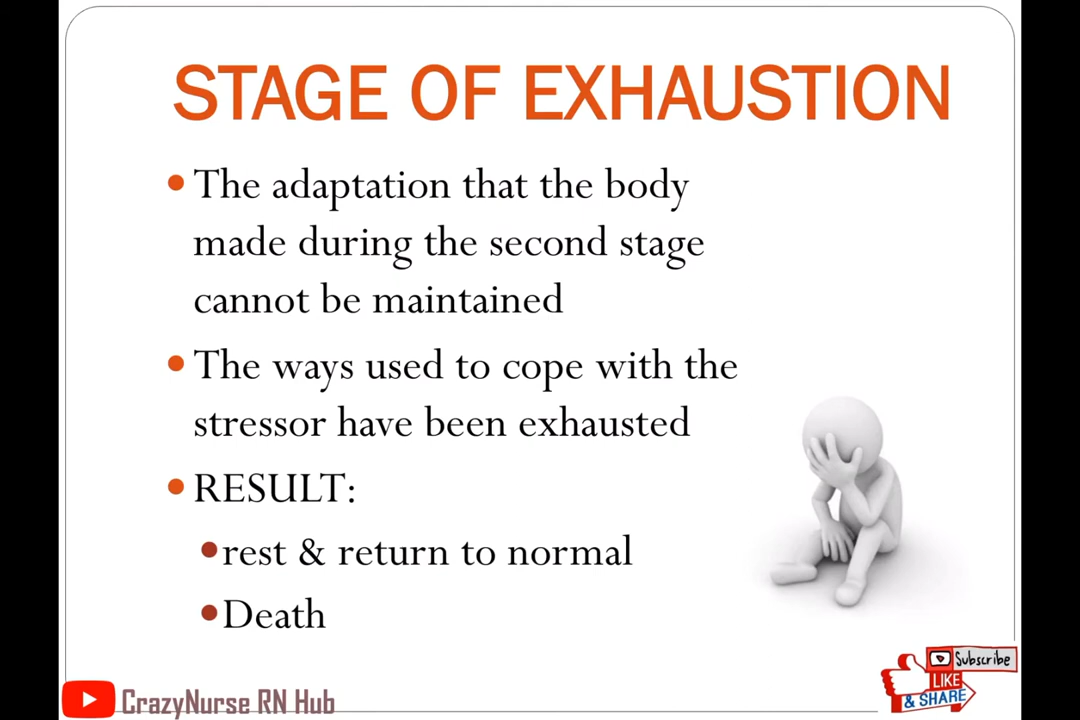 STAGE OF EXHAUSTION
• The adaptation that the body
made during the second stage
cannot be maintained
• The ways used to cope with the
stressor have been exhausted
• RESULT:
• rest & return to normal
• Death
Subscribe
LIKE
& SHARE
CrazyNurse RN Hub